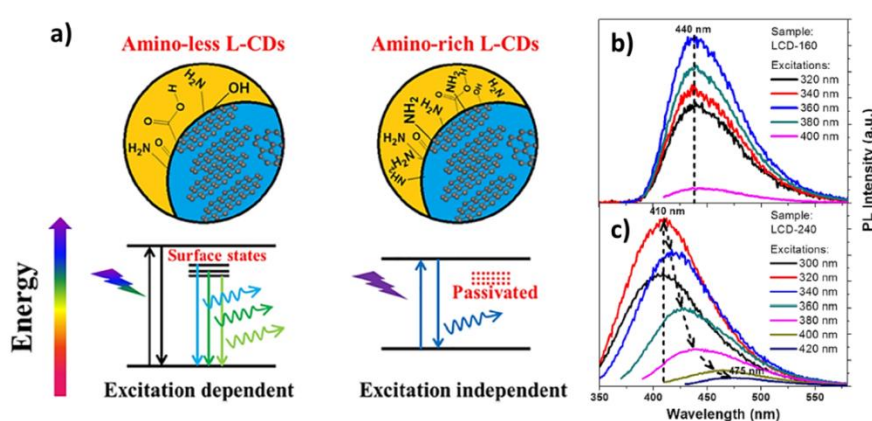 a)
Amino-less L-CDs
Amino-rich L-CDs
H₂N
O
H
O
OH
H₂N
NH₂
O
H
NH₂
O
OH
H₂N
H₂N
Energy
Surface states
Passivated
Excitation dependent
Excitation independent
b)
440 nm
Sample:
LCD-160
Excitations:
320 nm
340 nm
360 nm
380 nm
400 nm
PL Intensity (a.u.)
c)
410 nm
475 nm
Sample:
LCD-240
Excitations:
300 nm
320 nm
340 nm
360 nm
380 nm
400 nm
420 nm
350 400 450 500 550
Wavelength (nm)